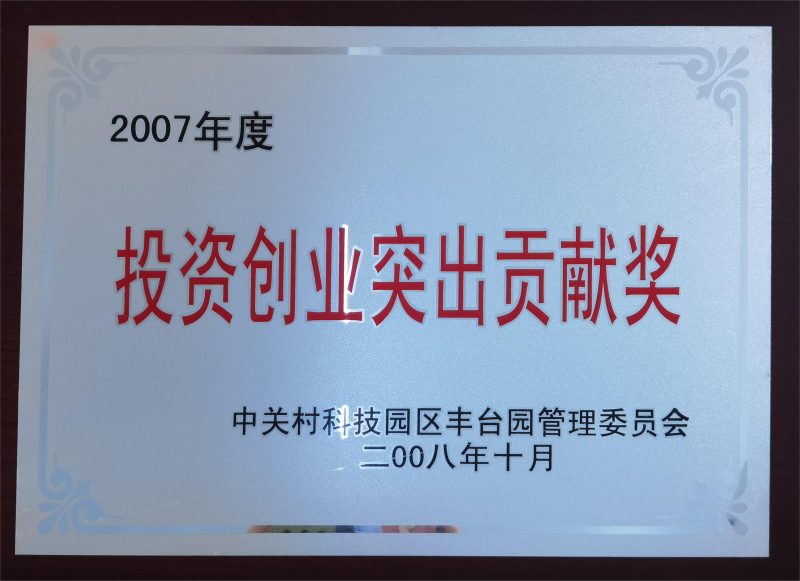 2007年度
投资创业突出贡献奖
中关村科技园区丰台园管理委员会
二00八年十月